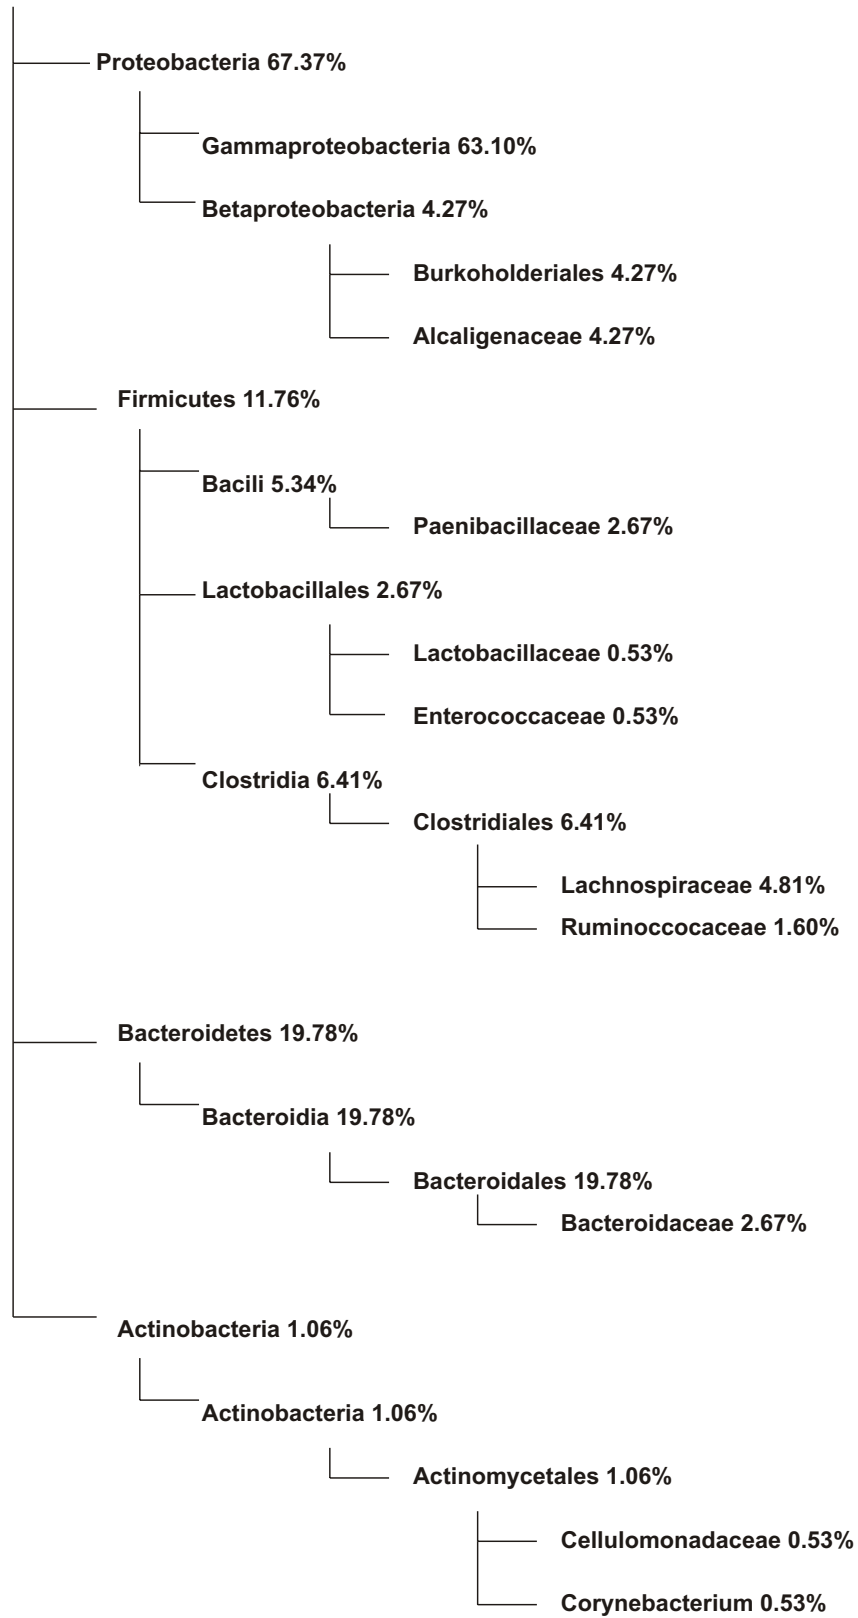 Proteobacteria 67.37%
Gammaproteobacteria 63.10%
Betaproteobacteria 4.27%
Burkoholderiales 4.27%
Alcaligenaceae 4.27%
Firmicutes 11.76%
Bacili 5.34%
Paenibacillaceae 2.67%
Lactobacillales 2.67%
Lactobacillaceae 0.53%
Enterococcaceae 0.53%
Clostridia 6.41%
Clostridiales 6.41%
Lachnospiraceae 4.81%
Ruminoccocaceae 1.60%
Bacteroidetes 19.78%
Bacteroidia 19.78%
Bacteroidales 19.78%
Bacteroidaceae 2.67%
Actinobacteria 1.06%
Actinobacteria 1.06%
Actinomycetales 1.06%
Cellulomonadaceae 0.53%
Corynebacterium 0.53%